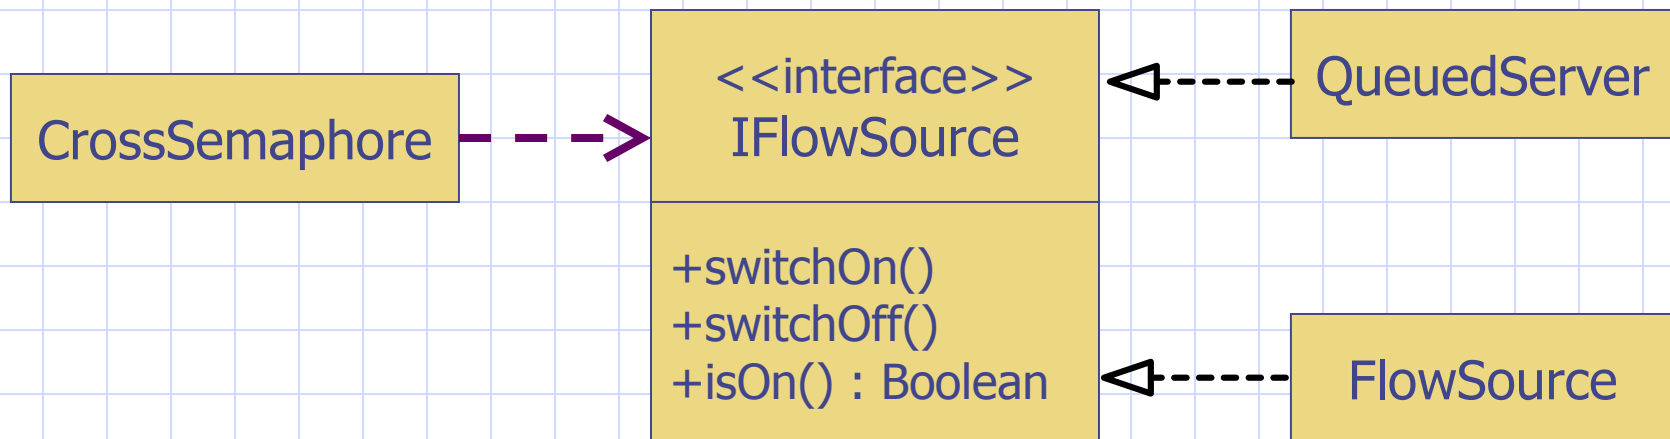 CrossSemaphore
<<interface>>
IFlowSource
+switchOn()
+switchOff()
+isOn() : Boolean
QueuedServer
FlowSource